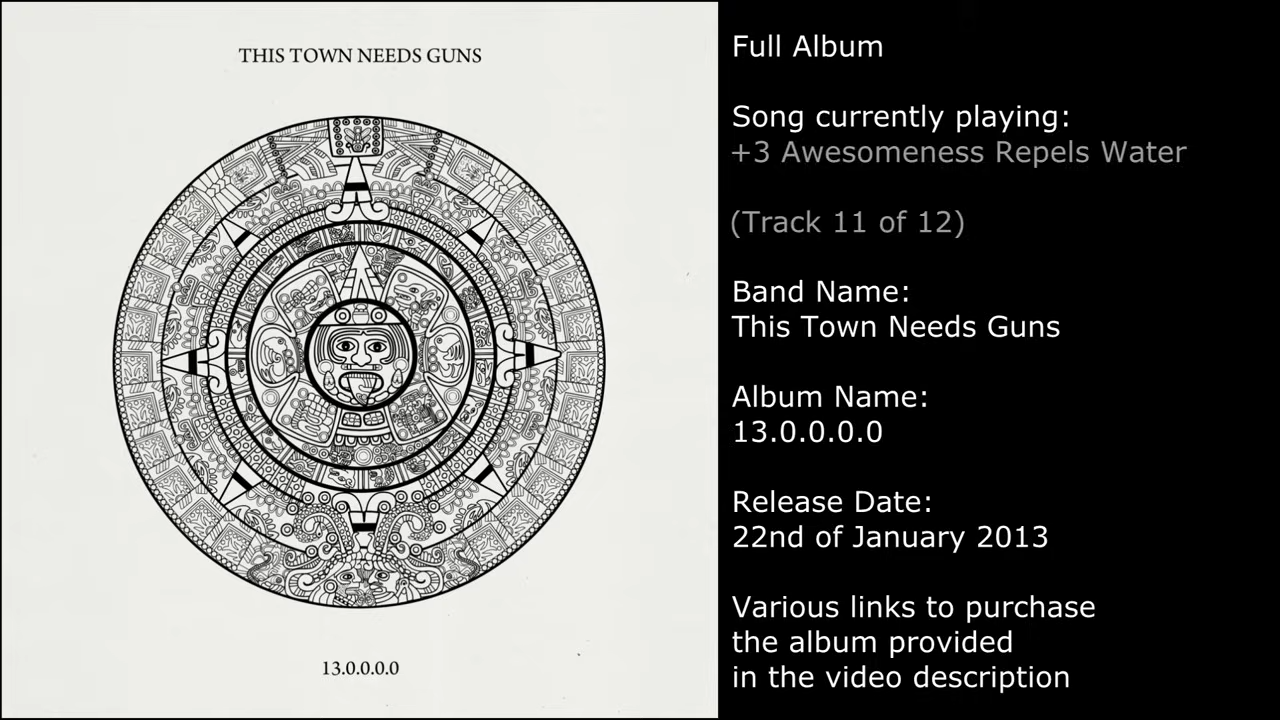 THIS TOWN NEEDS GUNS
13.0.0.0.0
Full Album
Song currently playing:
+3 Awesomeness Repels Water
(Track 11 of 12)
Band Name:
This Town Needs Guns
Album Name:
13.0.0.0.0
Release Date:
22nd of January 2013
Various links to purchase
the album provided
in the video description